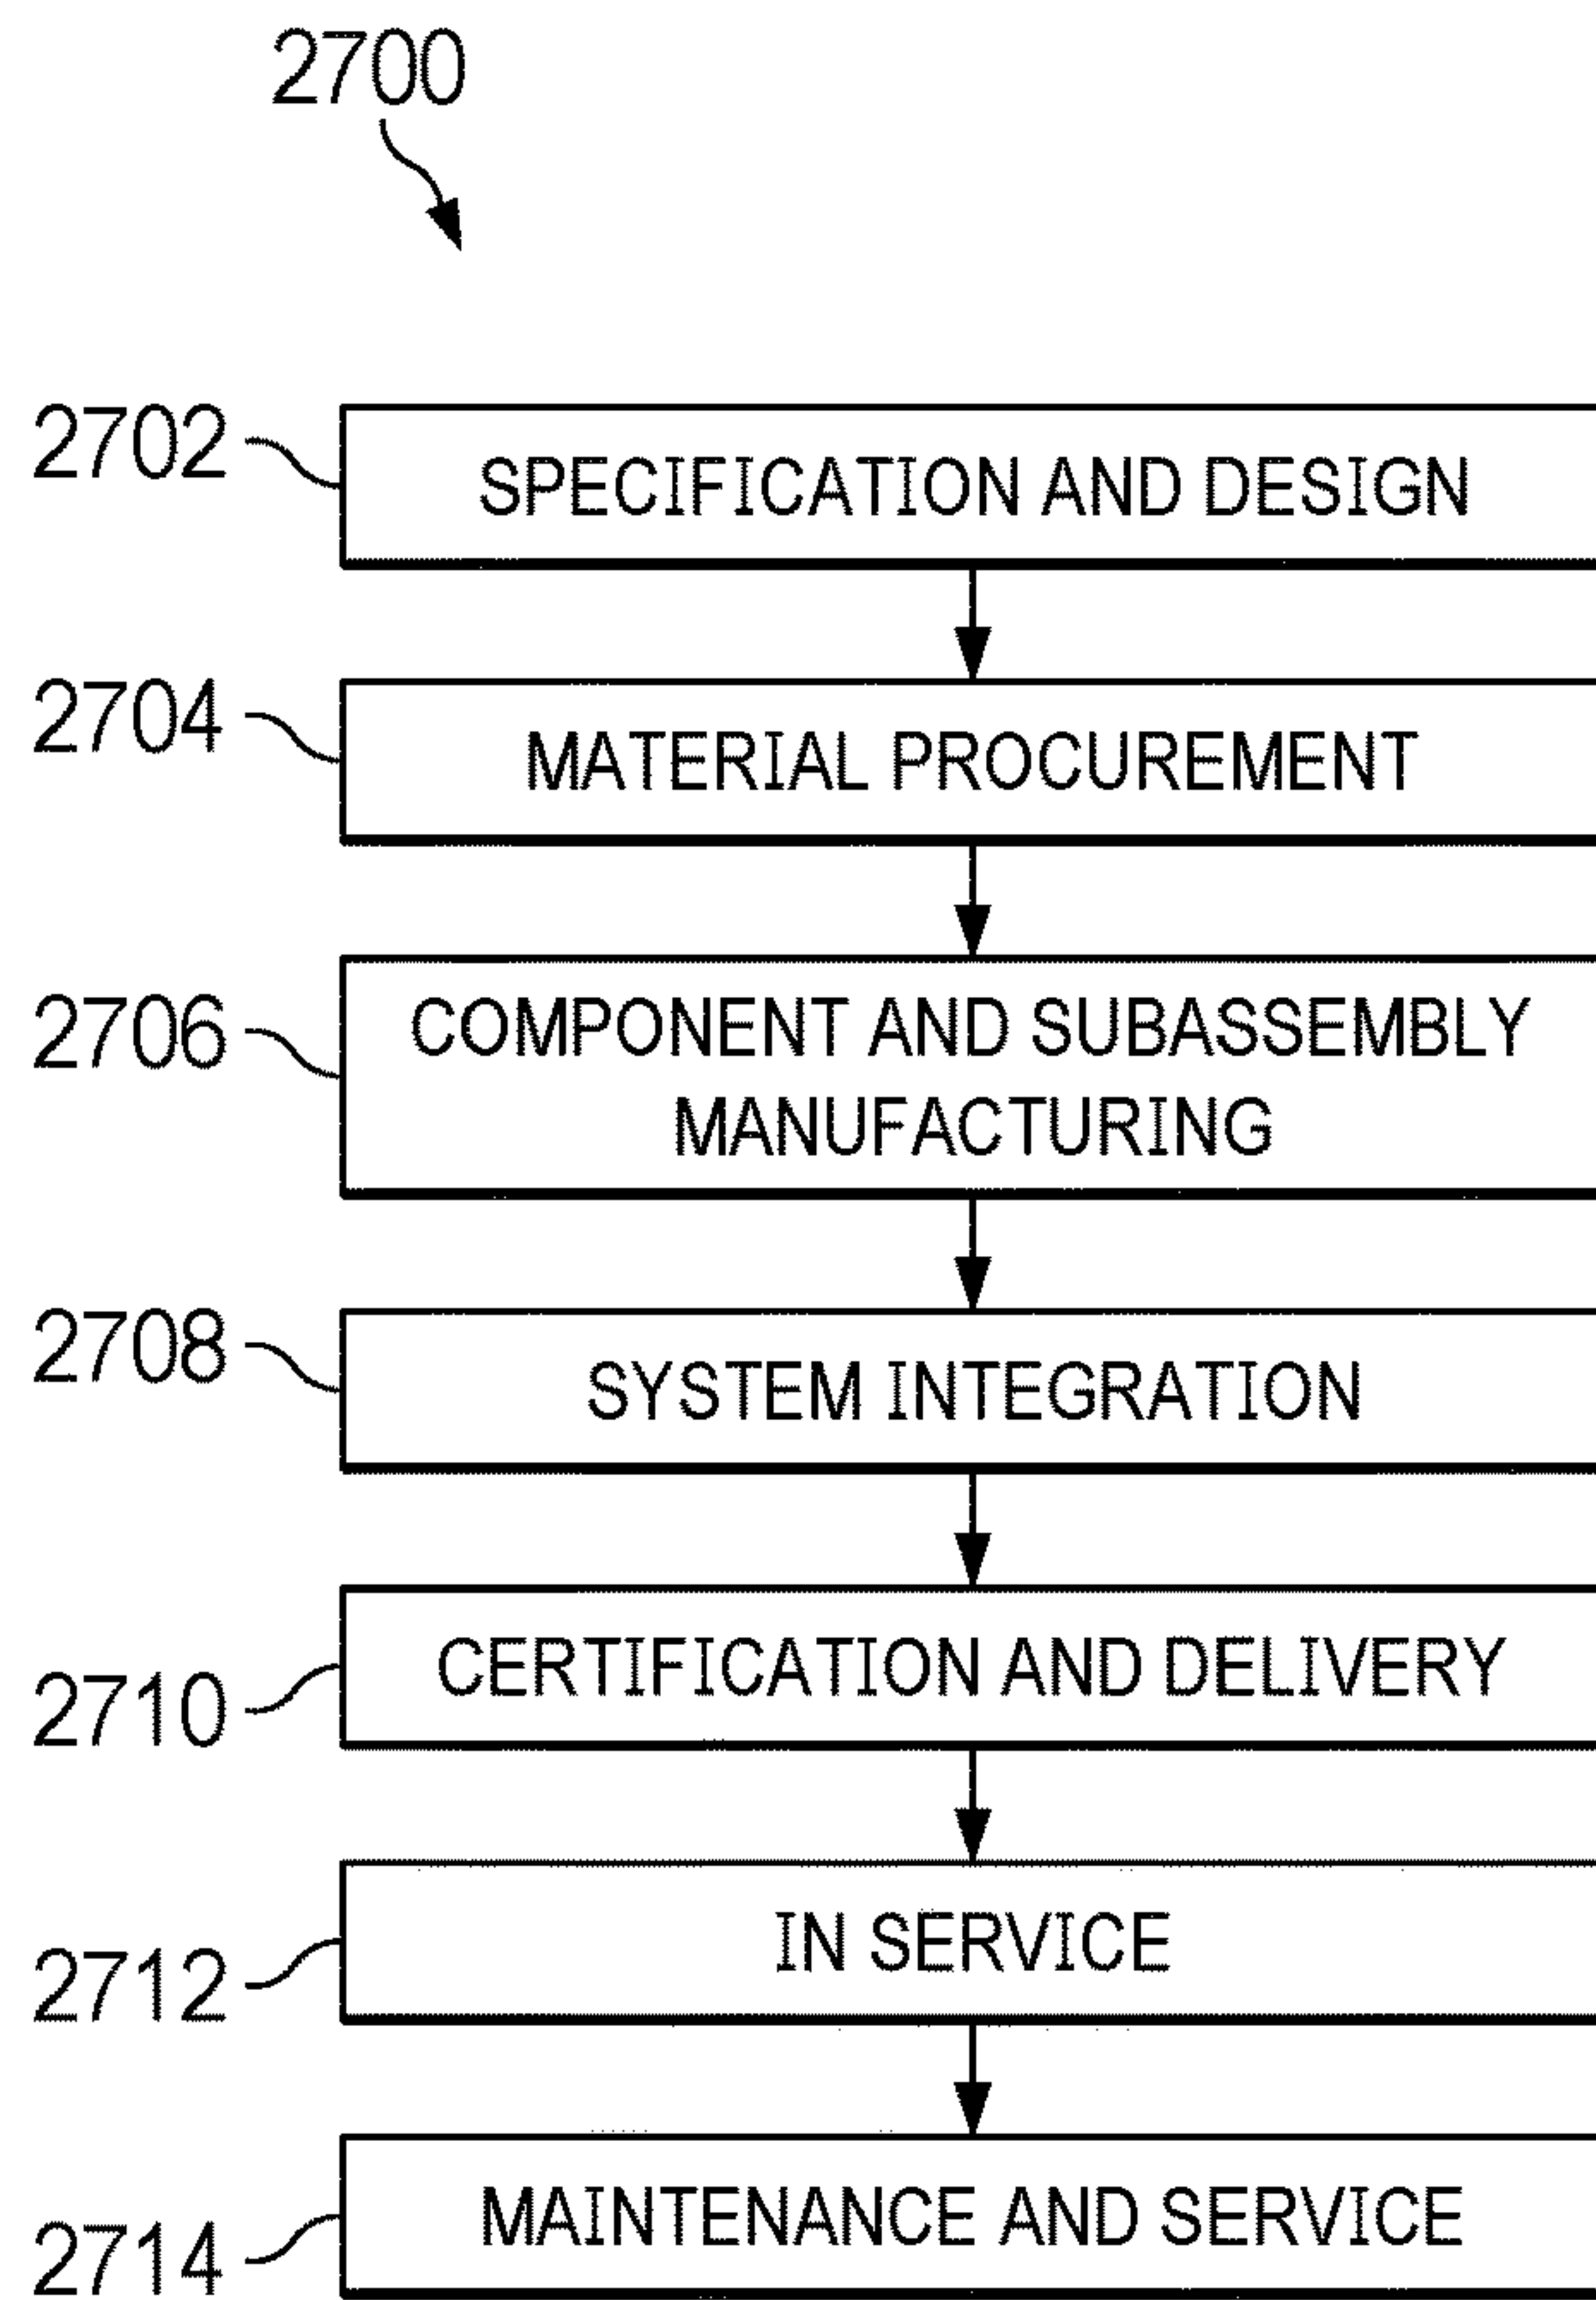 2700
2702
SPECIFICATION AND DESIGN
2704
MATERIAL PROCUREMENT
2706
COMPONENT AND SUBASSEMBLY
MANUFACTURING
2708
SYSTEM INTEGRATION
2710
CERTIFICATION AND DELIVERY
2712
IN SERVICE
2714
MAINTENANCE AND SERVICE